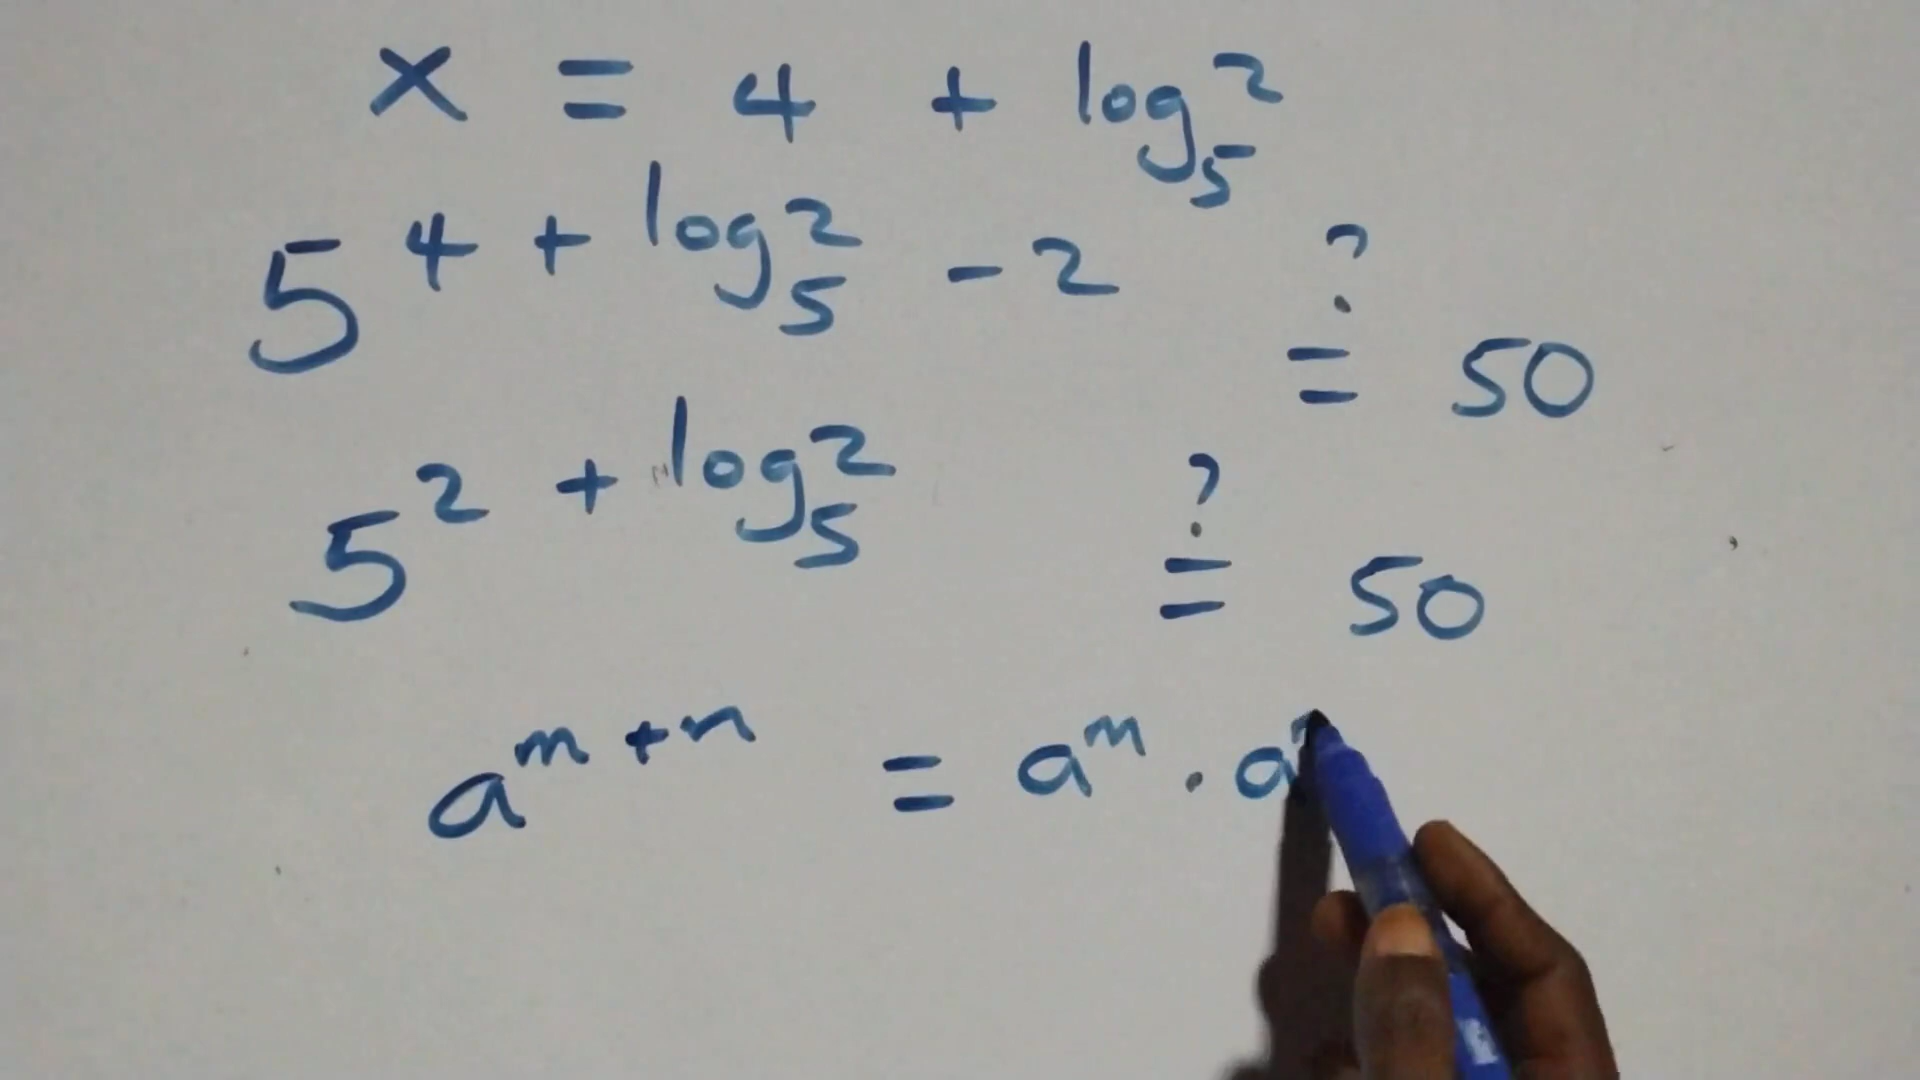 x = 4 + log₅2
5^(4 + log₅2 - 2) ?= 50
5^(2 + log₅2) ?= 50
a^(m+n) = a^m · a